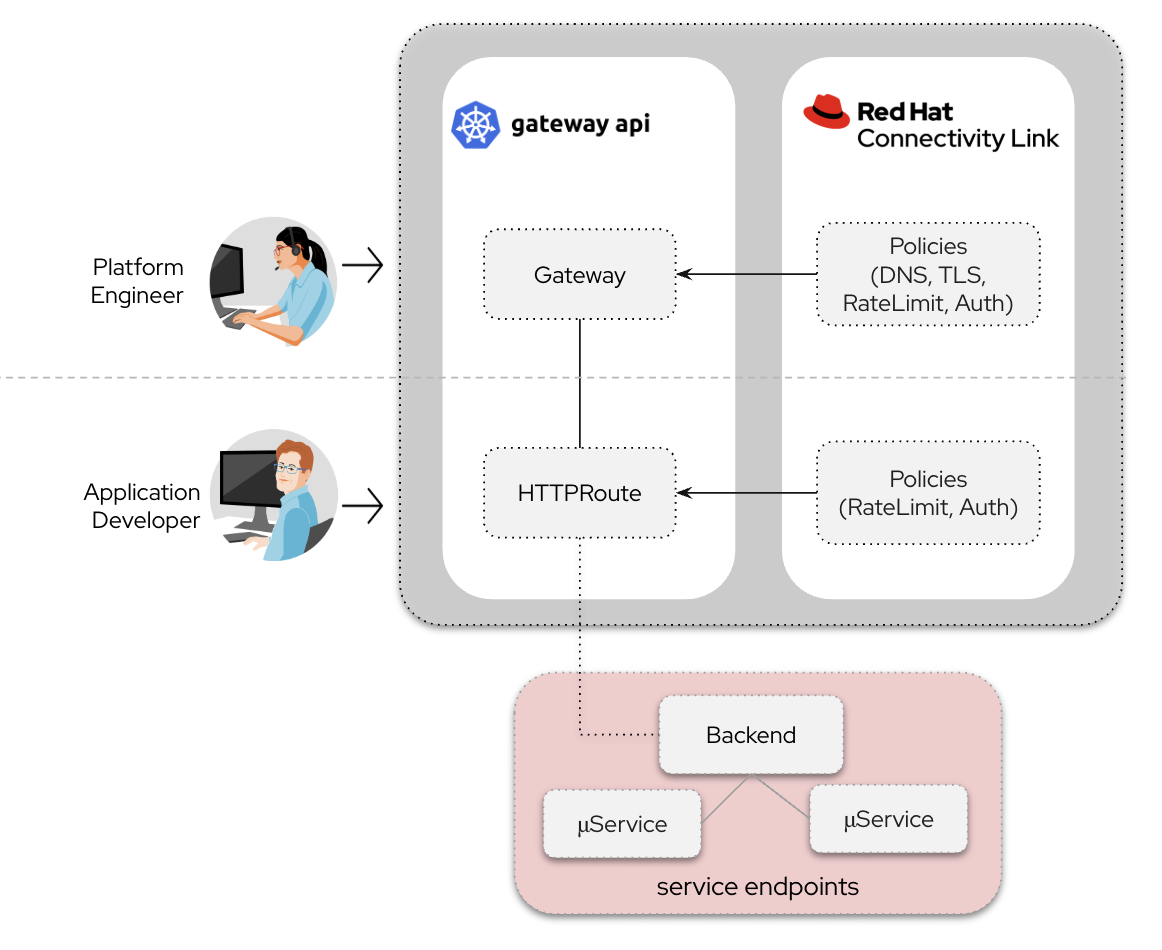 gateway api
Red Hat
Connectivity Link
Platform
Engineer
Gateway
Policies
(DNS, TLS,
RateLimit, Auth)
Application
Developer
HTTPRoute
Policies
(RateLimit, Auth)
Backend
µService
µService
service endpoints